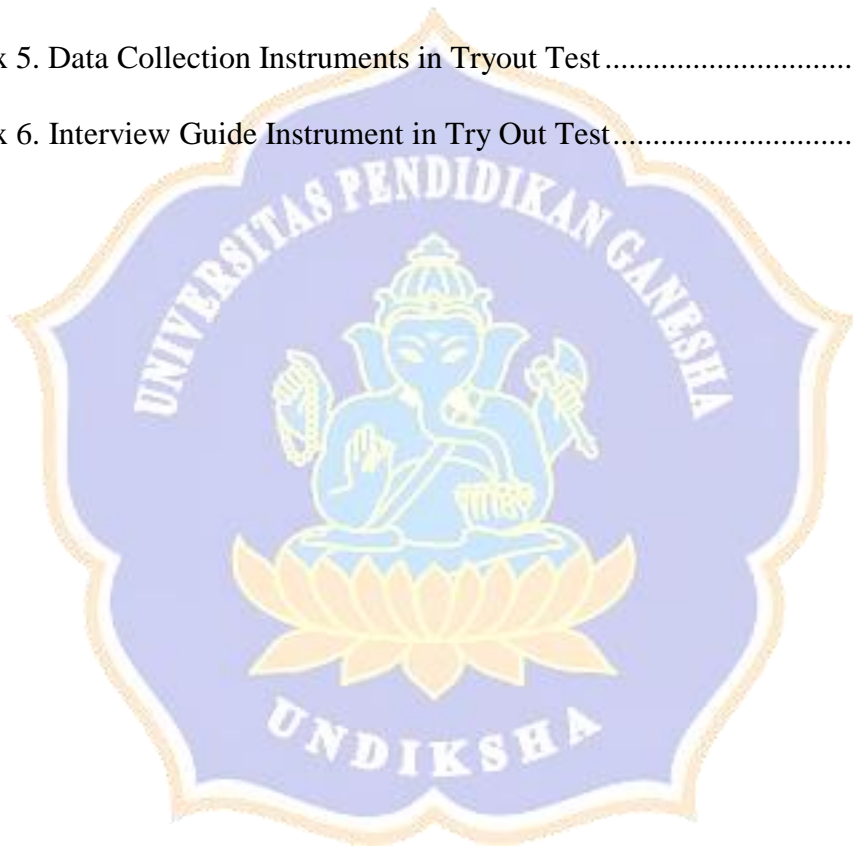 x 5. Data Collection Instruments in Tryout Test...............................
x 6. Interview Guide Instrument in Try Out Test..............................
UNIVERSITAS PENDIDIKAN GANESHA
UNDIKSHA